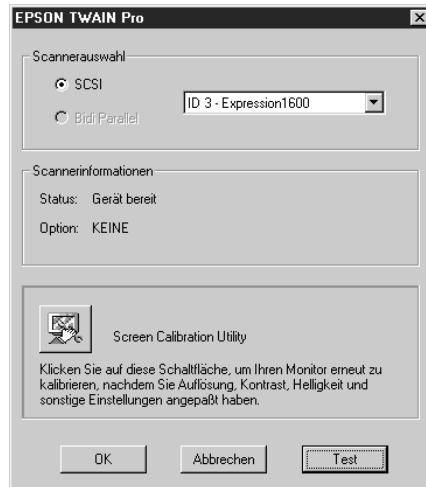 EPSON TWAIN Pro
Scannerauswahl
SCSI
ID 3 - Expression1600
Bidi Parallel
Scannerinformationen
Status: Gerät bereit
Option: KEINE
Screen Calibration Utility
Klicken Sie auf diese Schaltfläche, um Ihren Monitor erneut zu
kalibrieren, nachdem Sie Auflösung, Kontrast, Helligkeit und
sonstige Einstellungen angepaßt haben.
OK Abbrechen Test